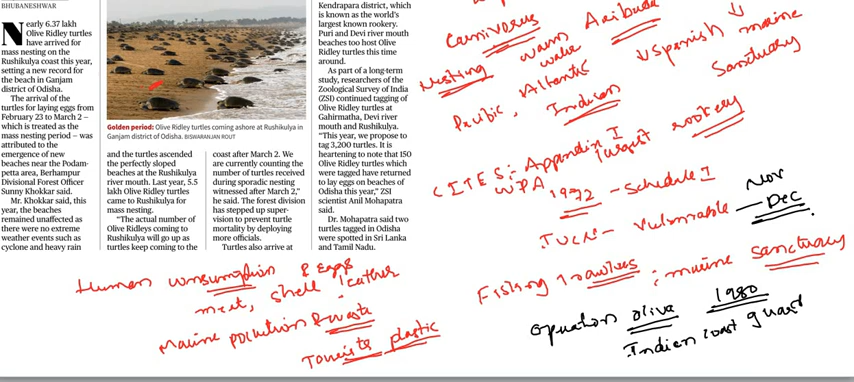 BHUBANESHWAR
Nearly 6.37 lakh
Olive Ridley turtles
have arrived for
mass nesting on the
Rushikulya coast this year,
setting a new record for
the beach in Ganjam
district of Odisha.
The arrival of the
turtles for laying eggs from
February 23 to March 2 –
which is treated as the
mass nesting period – was
attributed to the
emergence of new
beaches near the Podam-
petta area, Berhampur
Divisional Forest Officer
Sunny Khokkar said.
Mr. Khokkar said, this
year, the beaches
remained unaffected as
there were no extreme
weather events such as
cyclone and heavy rain
Golden period: Olive Ridley turtles coming ashore at Rushikulya in
Ganjam district of Odisha. BISWARANJAN ROUT
and the turtles ascended
the perfectly sloped
beaches at the Rushikulya
river mouth. Last year, 5.5
lakh Olive Ridley turtles
came to Rushikulya for
mass nesting.
"The actual number of
Olive Ridleys coming to
Rushikulya will go up as
turtles keep coming to the
coast after March 2. We
are currently counting the
number of turtles received
during sporadic nesting
witnessed after March 2,"
he said. The forest division
has stepped up super-
vision to prevent turtle
mortality by deploying
more officials.
Turtles also arrive at
Kendrapara district, which
is known as the world's
largest known rookery.
Puri and Devi river mouth
beaches too host Olive
Ridley turtles this time
around.
As part of a long-term
study, researchers of the
Zoological Survey of India
(ZSI) continued tagging of
Olive Ridley turtles at
Gahirmatha, Devi river
mouth and Rushikulya.
"This year, we propose to
tag 3,200 turtles. It is
heartening to note that 150
Olive Ridley turtles which
were tagged have returned
to lay eggs on beaches of
Odisha this year," ZSI
scientist Anil Mohapatra
said.
Dr. Mohapatra said two
turtles tagged in Odisha
were spotted in Sri Lanka
and Tamil Nadu.
Carnivorus Aribada ↓
Nesting warm ↓ Spanish marine
Sanctuary
Pacific, Atlantic
Indian
largest rookery
CITES: Appendix I
WPA 1972 – Schedule I
IUCN – Vulnerable — Nov
Dec
Fishing trawlers : marine sanctuary
Operation olive 1980
Indian coast guard
Human consumption & eggs
meat, shell leather
Marine pollution & waste
Tourists plastic